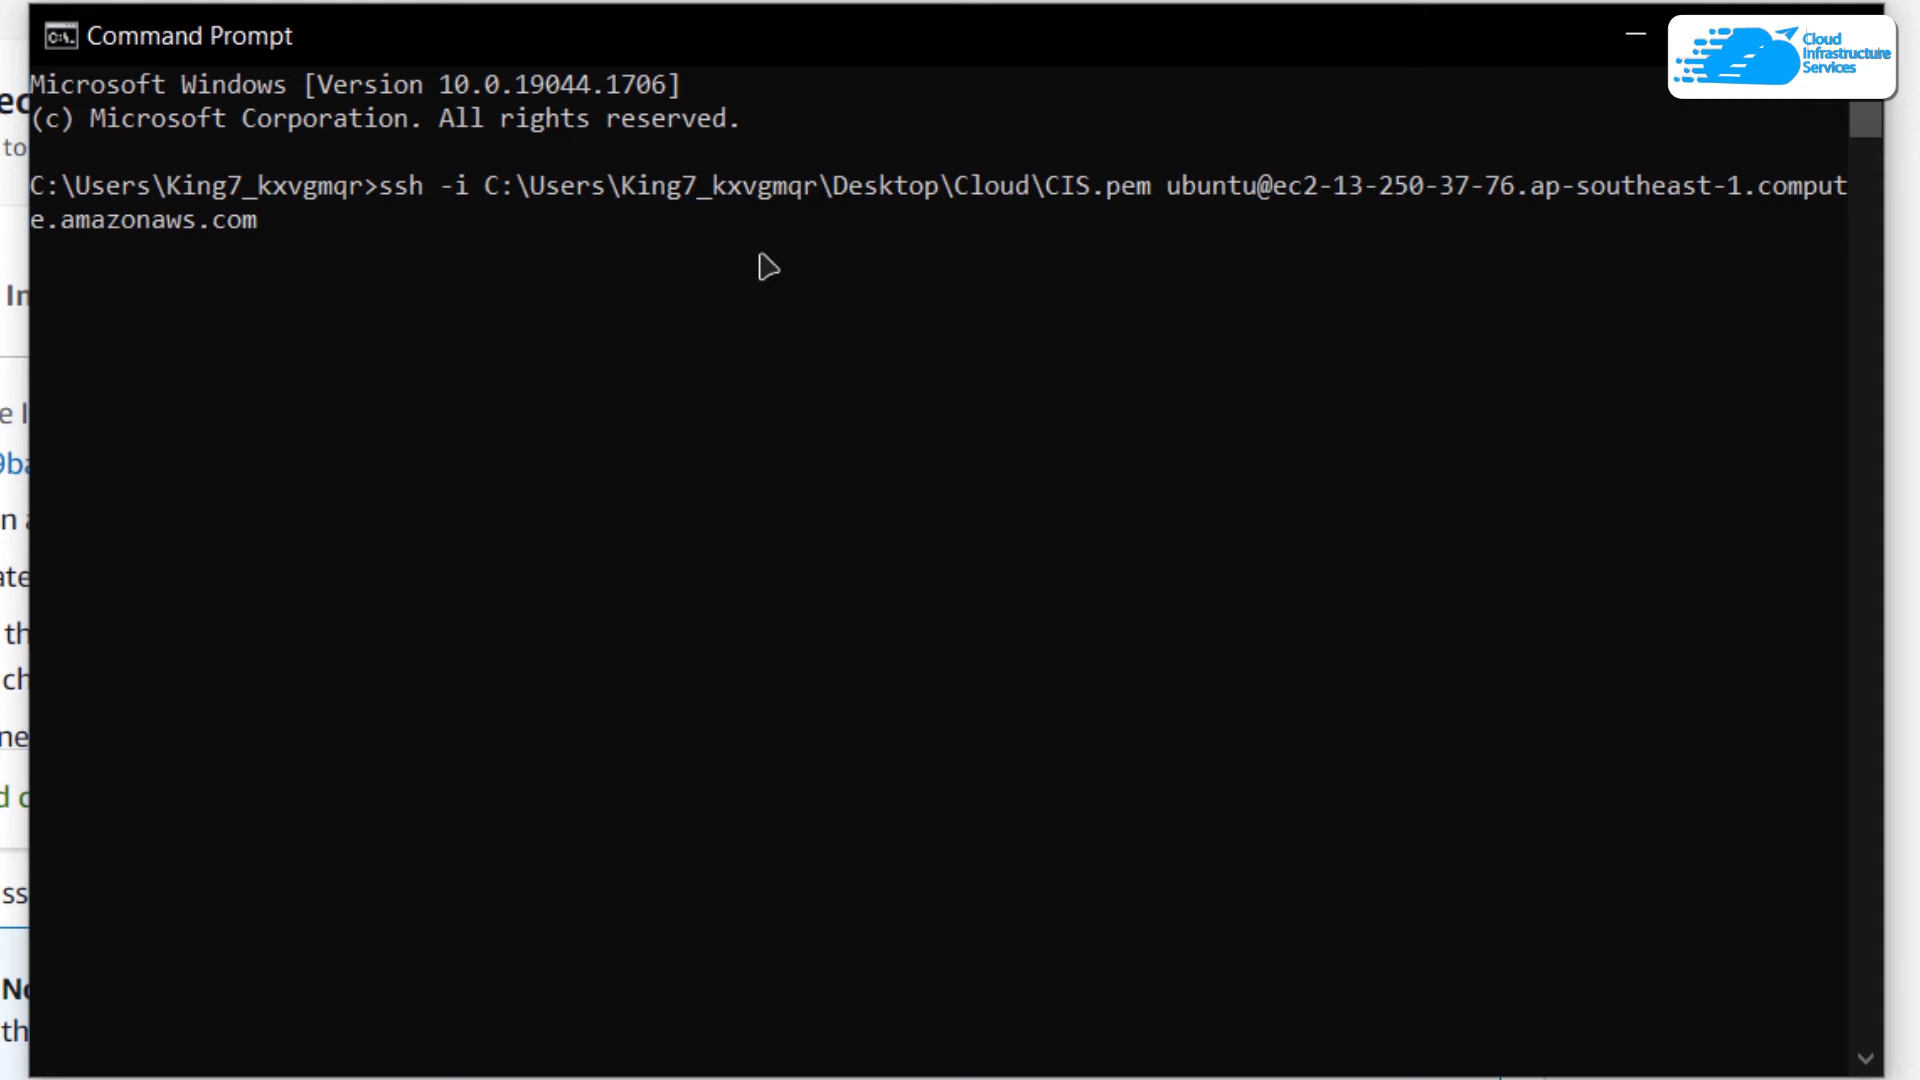 Command Prompt
Cloud
Infrastructure
Services
Microsoft Windows [Version 10.0.19044.1706]
(c) Microsoft Corporation. All rights reserved.
C:\Users\King7_kxvgmqr>ssh -i C:\Users\King7_kxvgmqr\Desktop\Cloud\CIS.pem ubuntu@ec2-13-250-37-76.ap-southeast-1.comput
e.amazonaws.com
to